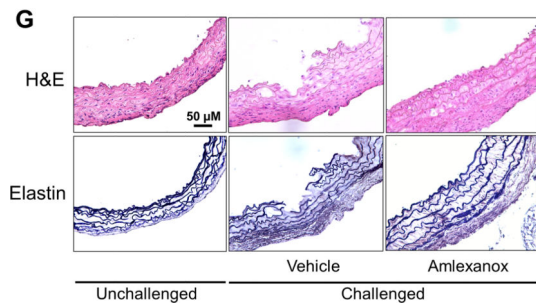 G
H&E
50 µM
Elastin
Vehicle
Amlexanox
Unchallenged
Challenged